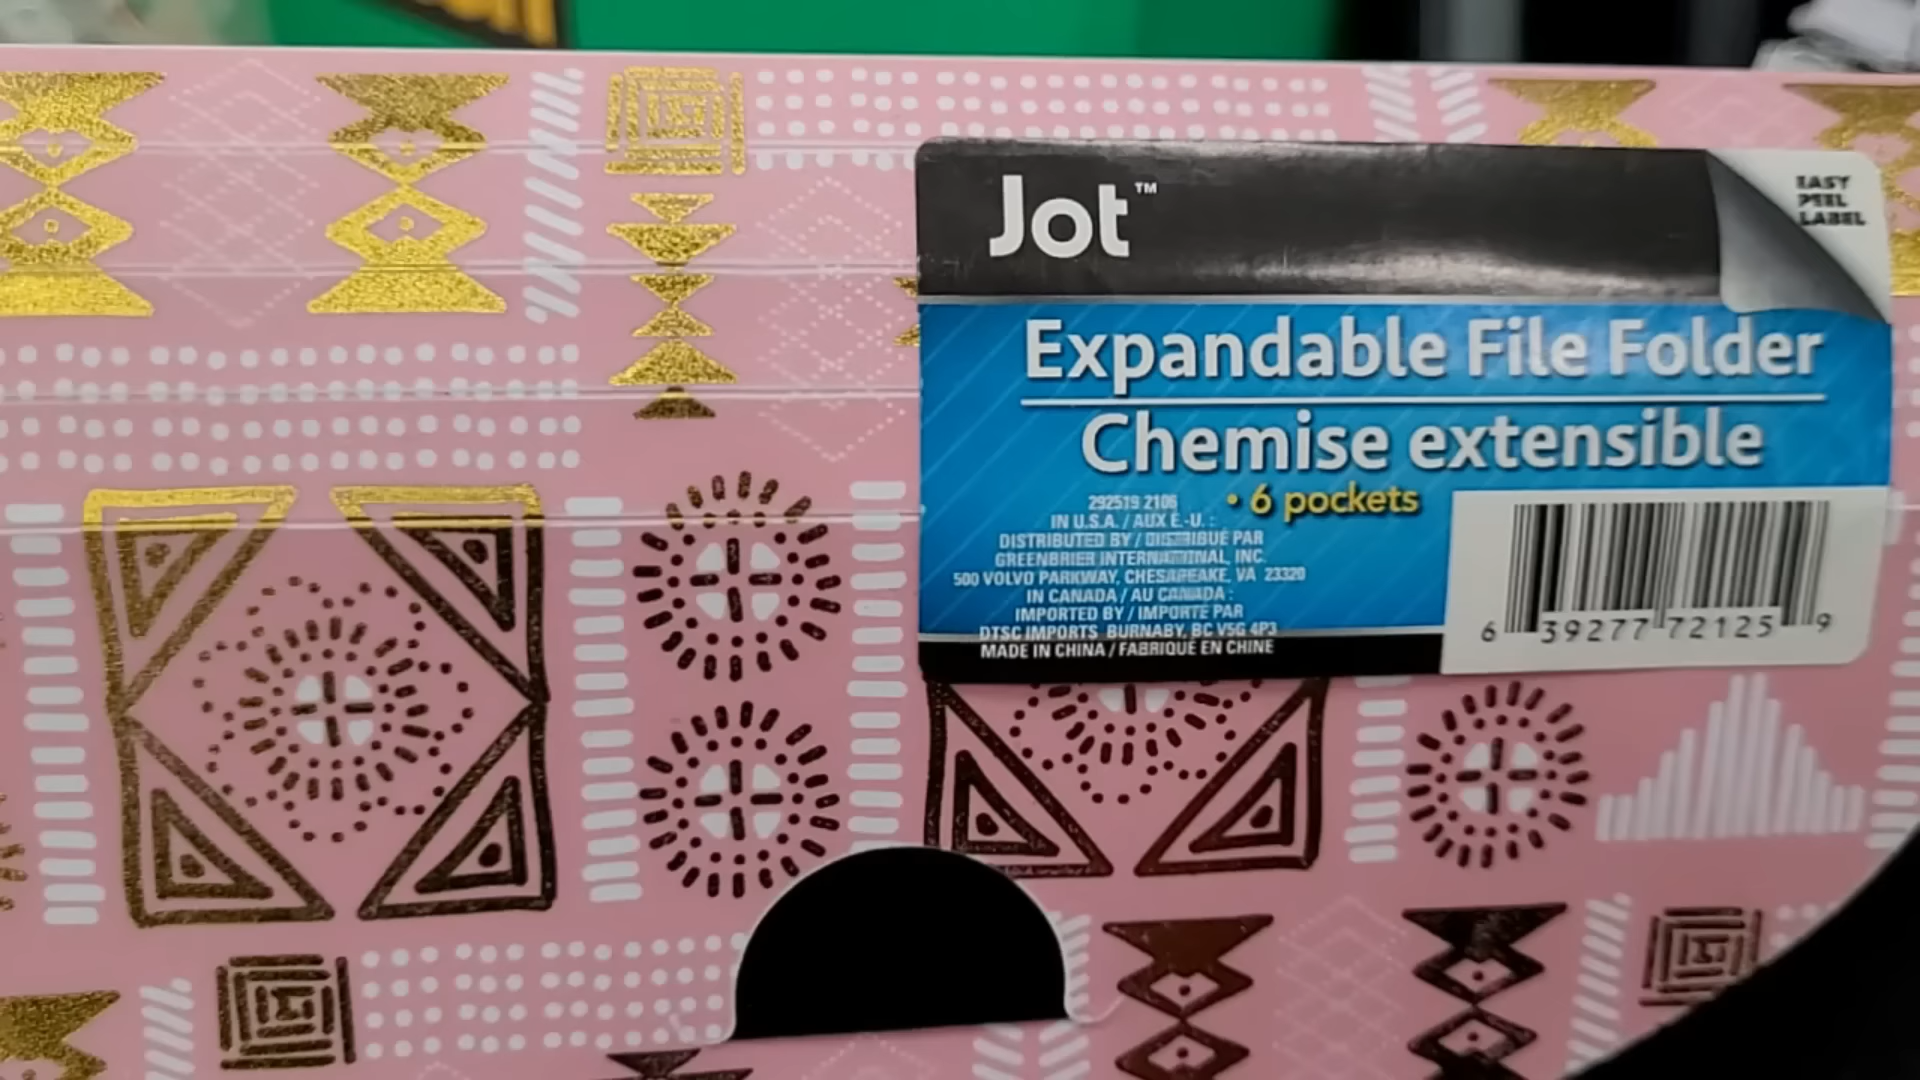 Jot™
EASY
PEEL
LABEL
Expandable File Folder
Chemise extensible
• 6 pockets
292519 2106
IN U.S.A. / AUX É.-U. :
DISTRIBUTED BY / DISTRIBUÉ PAR
GREENBRIER INTERNATIONAL, INC.
500 VOLVO PARKWAY, CHESAPEAKE, VA 23320
IN CANADA / AU CANADA :
IMPORTED BY / IMPORTÉ PAR
DTSC IMPORTS BURNABY, BC V5G 4P3
MADE IN CHINA / FABRIQUÉ EN CHINE
6 39277 72125 9